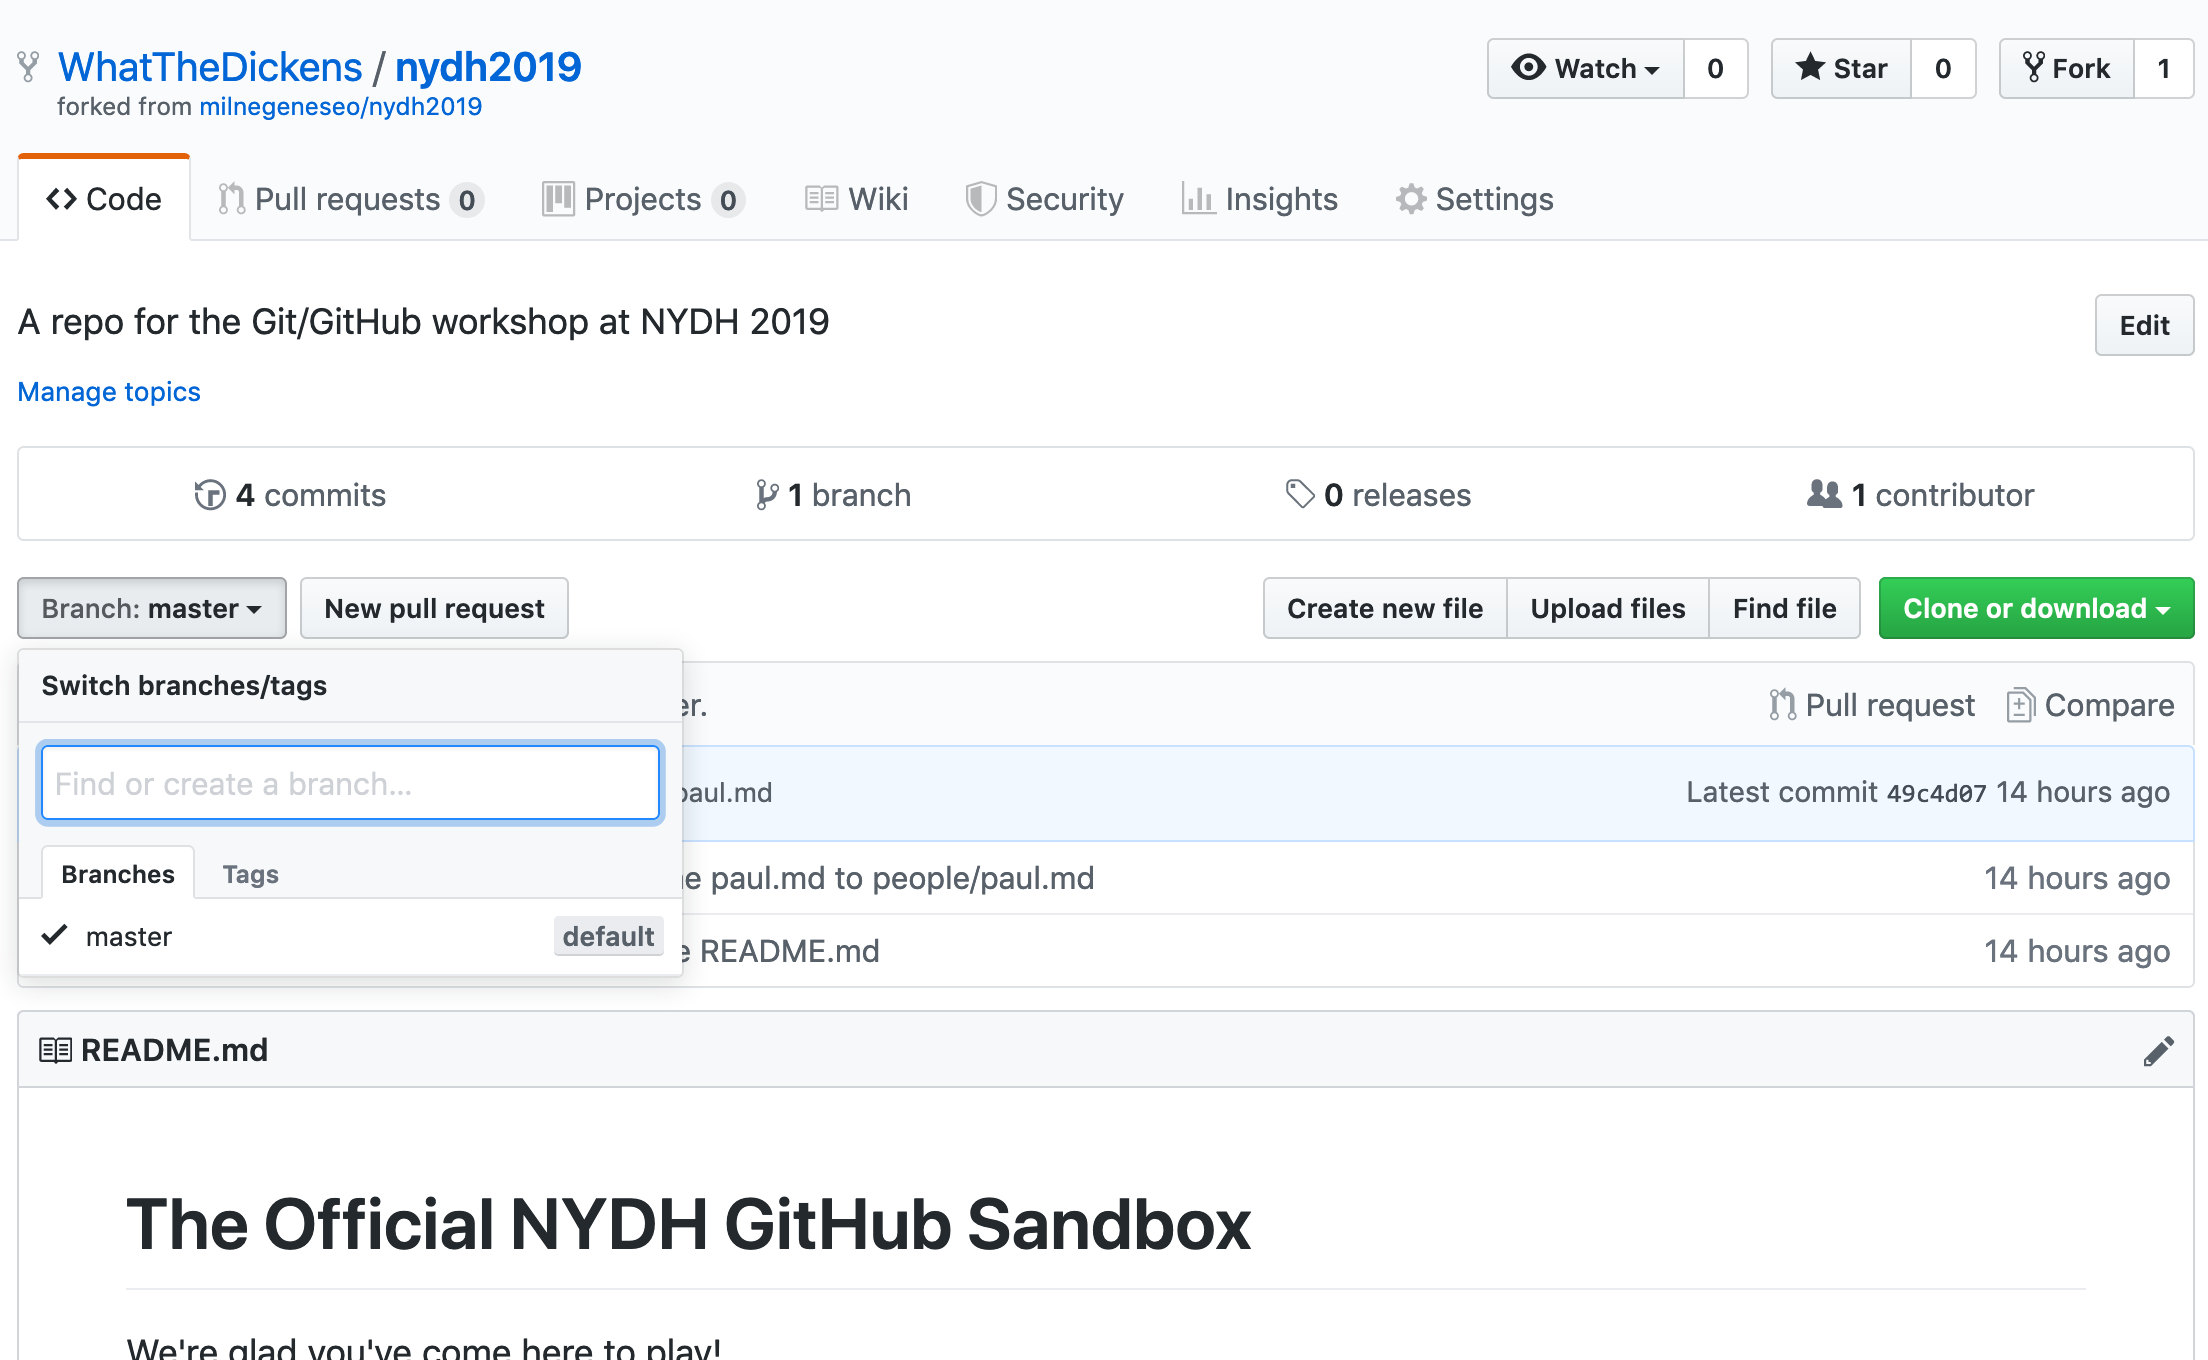 WhatTheDickens / nydh2019
forked from milnegeneseo/nydh2019
Watch 0
Star 0
Fork 1
Code
Pull requests 0
Projects 0
Wiki
Security
Insights
Settings
A repo for the Git/GitHub workshop at NYDH 2019
Edit
Manage topics
4 commits
1 branch
0 releases
1 contributor
Branch: master
New pull request
Create new file
Upload files
Find file
Clone or download
Switch branches/tags
Pull request
Compare
Find or create a branch...
Latest commit 49c4d07 14 hours ago
Branches
Tags
paul.md to people/paul.md
14 hours ago
master
default
README.md
14 hours ago
README.md
The Official NYDH GitHub Sandbox
We're glad you've come here to play!